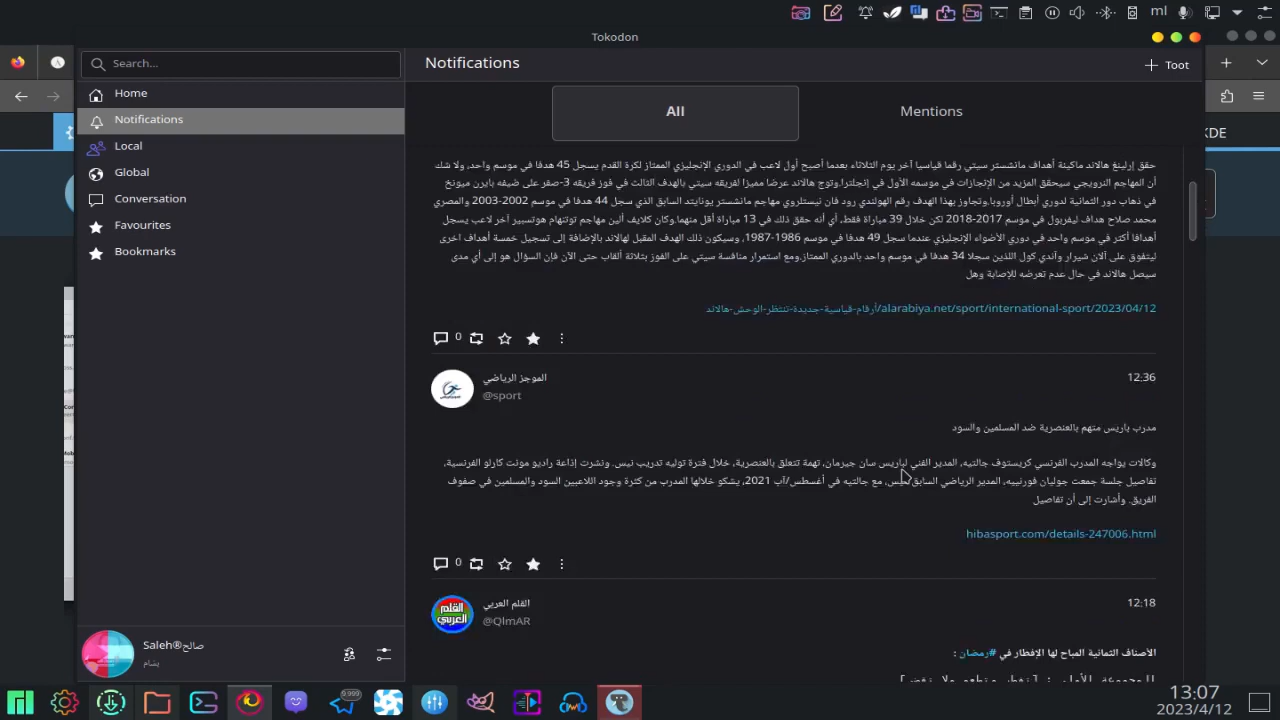 ml
Tokodon
Search...
Notifications
Toot
Home
Notifications
Local
Global
Conversation
Favourites
Bookmarks
All
Mentions
KDE
حقق إرلينغ هالاند ماكينة أهداف مانشستر سيتي رقما قياسيا آخر يوم الثلاثاء بعدما أصبح أول لاعب في الدوري الإنجليزي الممتاز لكرة القدم يسجل 45 هدفا في موسم واحد، ولا شك
أن المهاجم النرويجي سيحقق المزيد من الإنجازات في موسمه الأول في إنجلترا.وتوج هالاند عرضا مميزا لفريقه سيتي بالهدف الثالث في فوز فريقه 3-صفر على ضيفه بايرن ميونخ
في ذهاب دور الثمانية لدوري أبطال أوروبا.وتجاوز بهذا الهدف رقم الهولندي رود فان نيستلروي مهاجم مانشستر يونايتد السابق الذي سجل 44 هدفا في موسم 2002-2003 والمصري
محمد صلاح هداف ليفربول في موسم 2017-2018 لكن خلال 39 مباراة فقط، أي أنه حقق ذلك في 13 مباراة أقل منهما.وكان كلايف ألين مهاجم توتنهام هوتسبير آخر لاعب يسجل
أهدافا أكثر في موسم واحد في دوري الأضواء الإنجليزي عندما سجل 49 هدفا في موسم 1986-1987، وسيكون ذلك الهدف المقبل لهالاند بالإضافة إلى تسجيل خمسة أهداف اخرى
ليتفوق على آلان شيرار وآندي كول اللذين سجلا 34 هدفا في موسم واحد بالدوري الممتاز.ومع استمرار منافسة سيتي على الفوز بثلاثة ألقاب حتى الآن فإن السؤال هو إلى أي مدى
سيصل هالاند في حال عدم تعرضه للإصابة وهل
alarabiya.net/sport/international-sport/2023/04/12/أرقام-قياسية-جديدة-تنتظر-الوحش-هالاند
0
الموجز الرياضي
12:36
@sport
مدرب باريس متهم بالعنصرية ضد المسلمين والسود
وكالات يواجه المدرب الفرنسي كريستوف جالتيه، المدير الفني لباريس سان جيرمان، تهمة تتعلق بالعنصرية، خلال فترة توليه تدريب نيس. ونشرت إذاعة راديو مونت كارلو الفرنسية،
تفاصيل جلسة جمعت جوليان فورنييه، المدير الرياضي السابق لنيس، مع جالتيه في أغسطس/آب 2021، يشكو خلالها المدرب من كثرة وجود اللاعبين السود والمسلمين في صفوف
الفريق. وأشارت إلى أن تفاصيل
hibasport.com/details-247006.html
0
القلم العربي
القلم العربي
12:18
@QlmAR
الأصناف الثمانية المباح لها الإفطار في #رمضان :
Saleh®صالح
بشام
9,999
13:07
2023/4/12